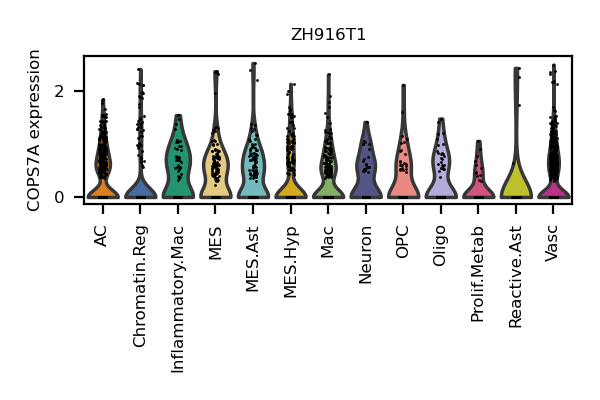 ZH916T1
COPS7A expression
2
0
AC
Chromatin.Reg
Inflammatory.Mac
MES
MES.Ast
MES.Hyp
Mac
Neuron
OPC
Oligo
Prolif.Metab
Reactive.Ast
Vasc